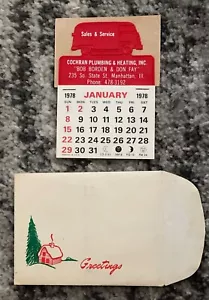 Sales & Service
COCHRAN PLUMBING & HEATING, INC.
"BOB BORDEN & DON FAY"
735 So. State St. Manhattan, Ill
Phone 478-3192
1978 JANUARY 1978
SUN MON TUE WED THU FRI SAT
1 2 3 4 5 6 7
8 9 10 11 12 13 14
15 16 17 18 19 20 21
22 23 24 25 26 27 28
29 30 31
Greetings